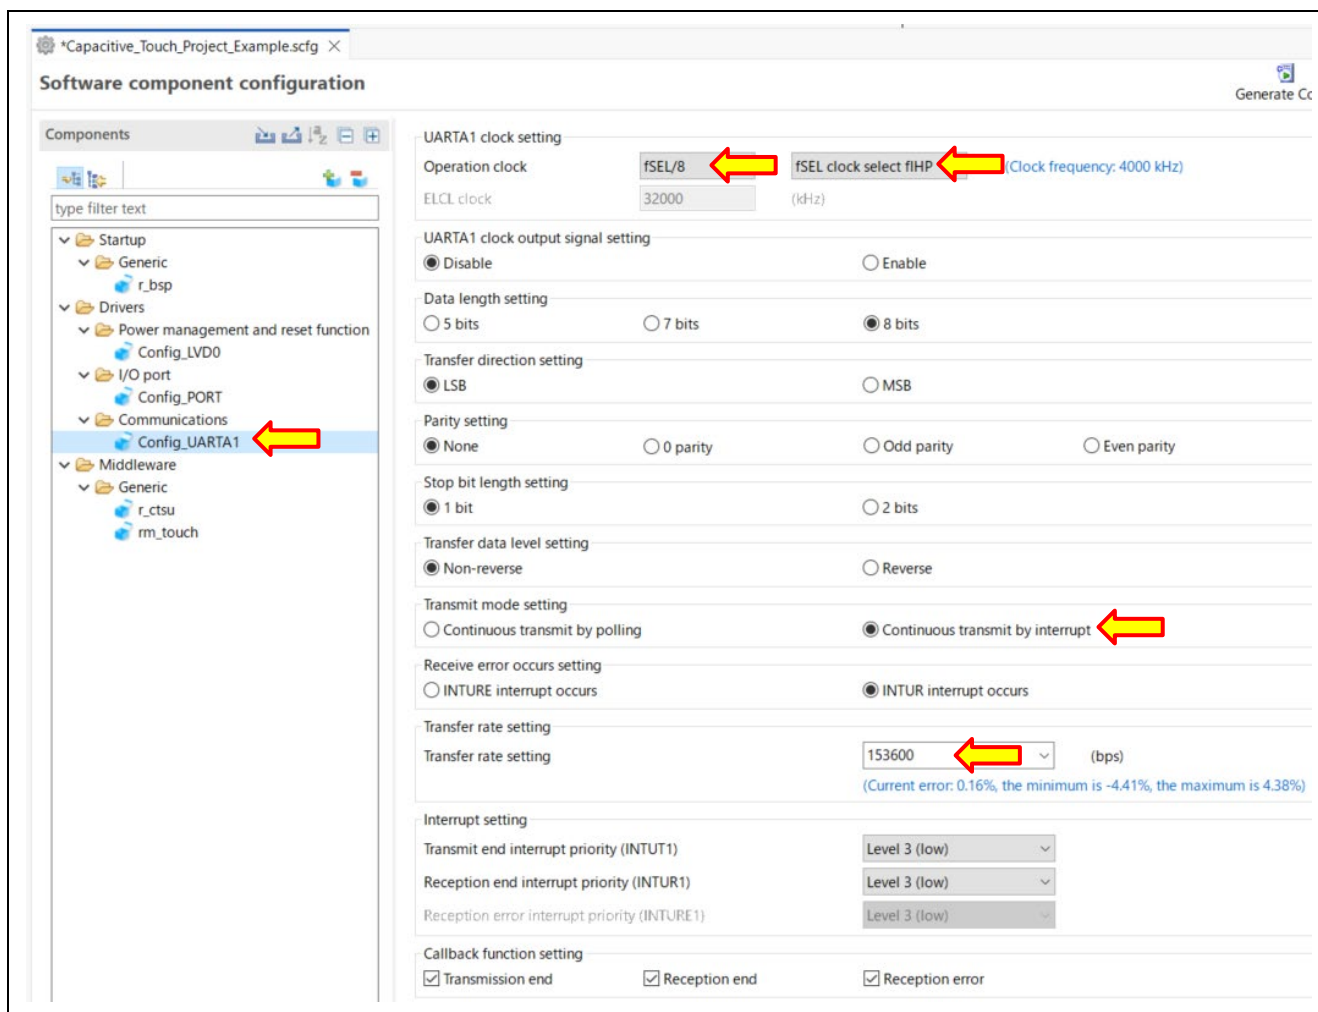 *Capacitive_Touch_Project_Example.scfg
Software component configuration
Generate Co
Components
type filter text
Startup
Generic
r_bsp
Drivers
Power management and reset function
Config_LVD0
I/O port
Config_PORT
Communications
Config_UARTA1
Middleware
Generic
r_ctsu
rm_touch
UARTA1 clock setting
Operation clock fSEL/8 fSEL clock select fIHP (Clock frequency: 4000 kHz)
ELCL clock 32000 (kHz)
UARTA1 clock output signal setting
Disable Enable
Data length setting
5 bits 7 bits 8 bits
Transfer direction setting
LSB MSB
Parity setting
None 0 parity Odd parity Even parity
Stop bit length setting
1 bit 2 bits
Transfer data level setting
Non-reverse Reverse
Transmit mode setting
Continuous transmit by polling Continuous transmit by interrupt
Receive error occurs setting
INTURE interrupt occurs INTUR interrupt occurs
Transfer rate setting
Transfer rate setting 153600 (bps)
(Current error: 0.16%, the minimum is -4.41%, the maximum is 4.38%)
Interrupt setting
Transmit end interrupt priority (INTUT1) Level 3 (low)
Reception end interrupt priority (INTUR1) Level 3 (low)
Reception error interrupt priority (INTURE1) Level 3 (low)
Callback function setting
Transmission end Reception end Reception error